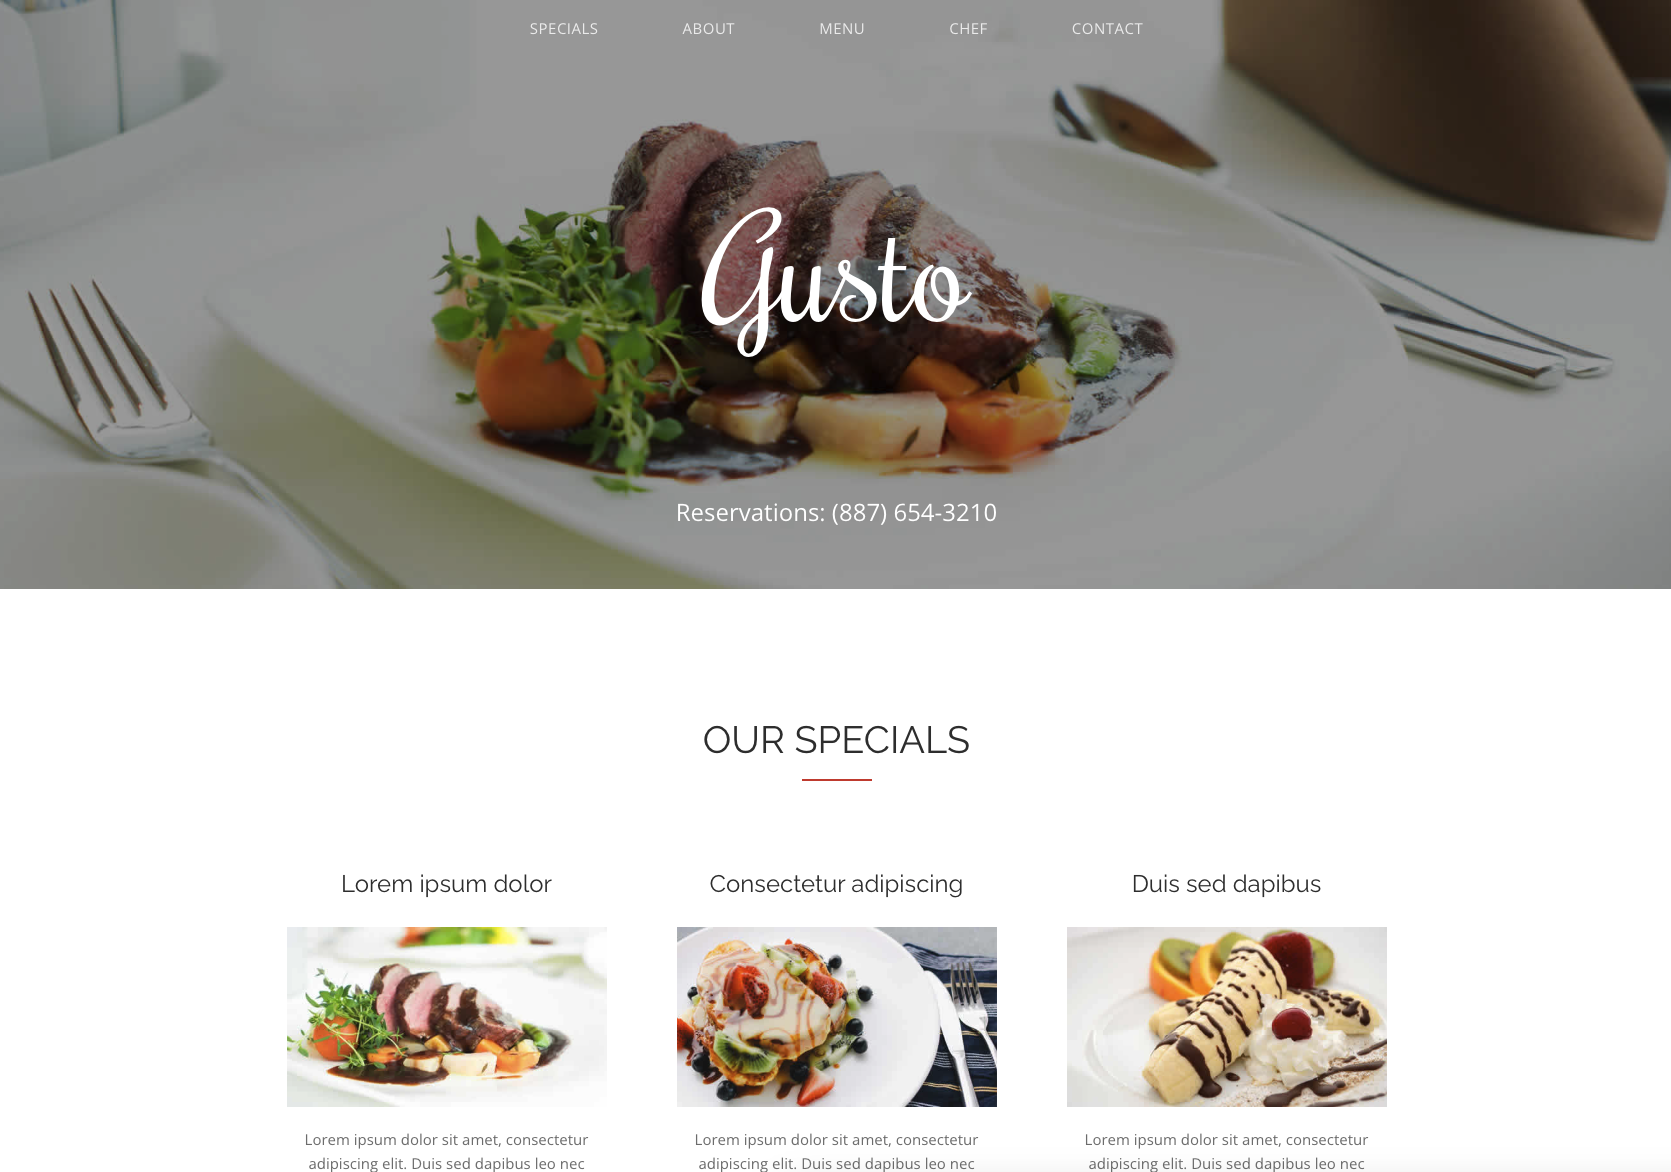 SPECIALS ABOUT MENU CHEF CONTACT
Gusto
Reservations: (887) 654-3210
OUR SPECIALS
Lorem ipsum dolor
Consectetur adipiscing
Duis sed dapibus
Lorem ipsum dolor sit amet, consectetur
adipiscing elit. Duis sed dapibus leo nec
Lorem ipsum dolor sit amet, consectetur
adipiscing elit. Duis sed dapibus leo nec
Lorem ipsum dolor sit amet, consectetur
adipiscing elit. Duis sed dapibus leo nec